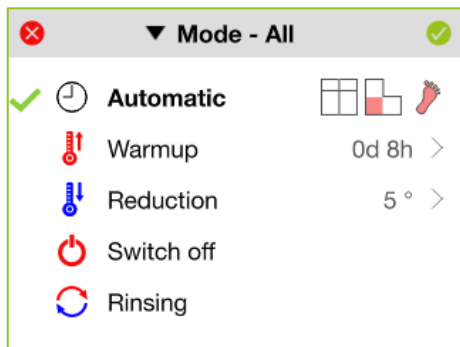 Mode - All
Automatic
Warmup 0d 8h
Reduction 5 °
Switch off
Rinsing